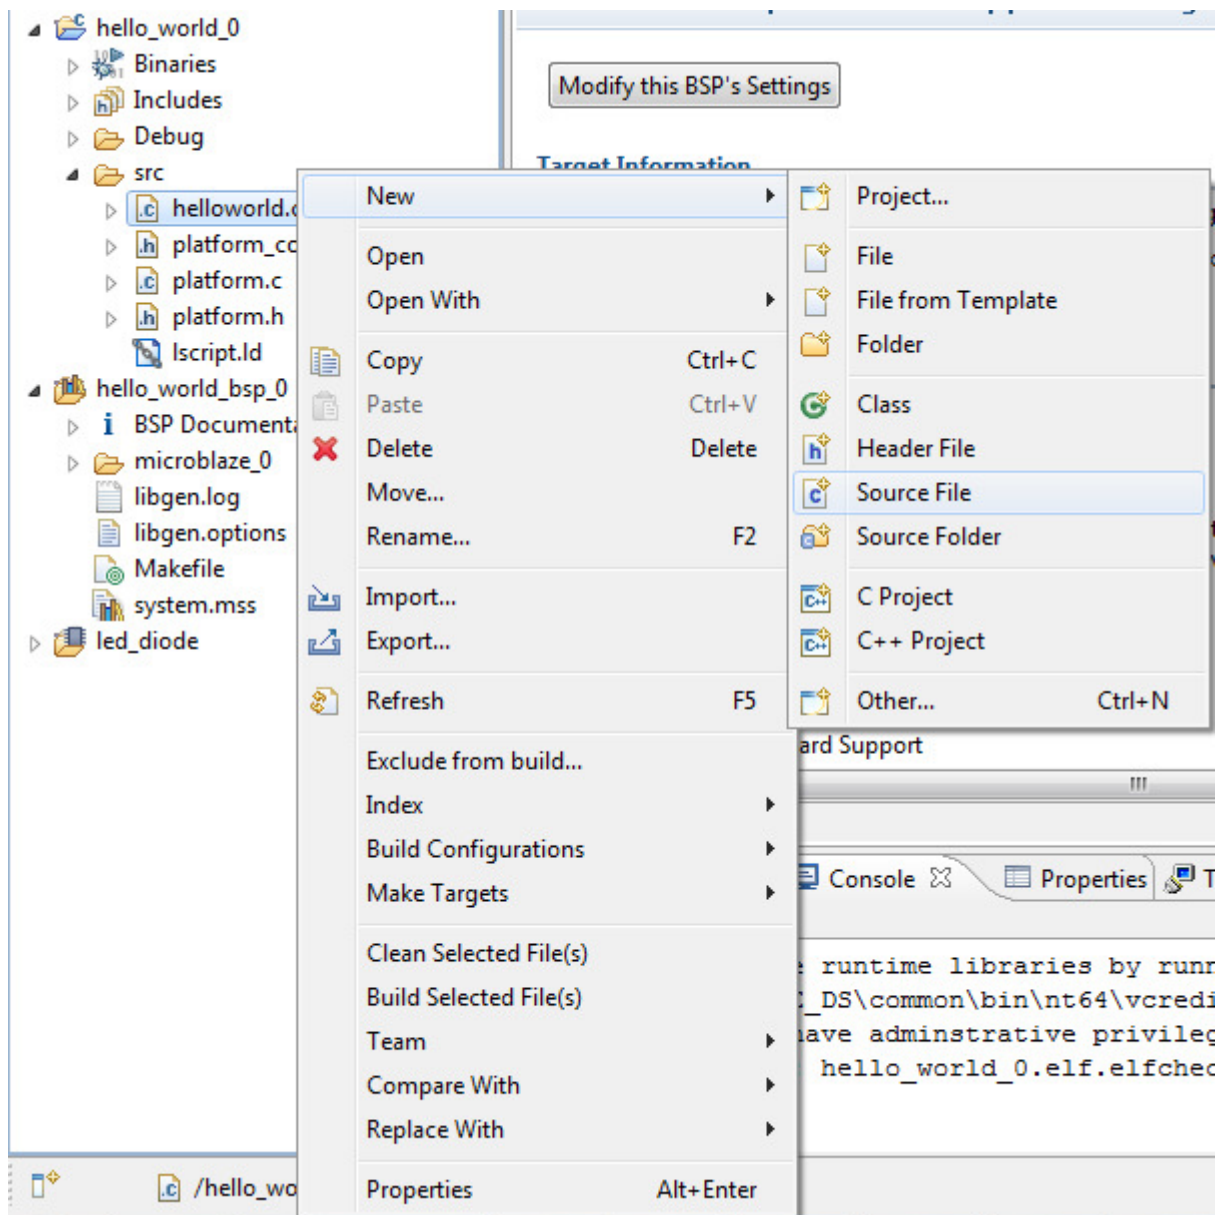 hello_world_0
Binaries
Includes
Debug
src
helloworld.c
platform_co
platform.c
platform.h
lscript.ld
hello_world_bsp_0
BSP Documenta
microblaze_0
libgen.log
libgen.options
Makefile
system.mss
led_diode
Modify this BSP's Settings
Target Information
New
Open
Open With
Copy Ctrl+C
Paste Ctrl+V
Delete Delete
Move...
Rename... F2
Import...
Export...
Refresh F5
Exclude from build...
Index
Build Configurations
Make Targets
Clean Selected File(s)
Build Selected File(s)
Team
Compare With
Replace With
Properties Alt+Enter
Project...
File
File from Template
Folder
Class
Header File
Source File
Source Folder
C Project
C++ Project
Other... Ctrl+N
ard Support
Console Properties T
runtime libraries by runn
_DS\common\bin\nt64\vcredi
have adminstrative privileg
hello_world_0.elf.elfchec
/hello_wo